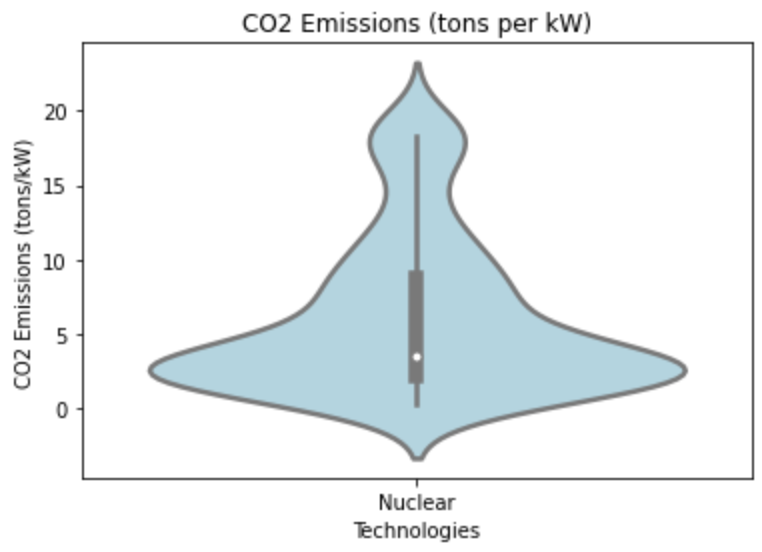 CO2 Emissions (tons per kW)
CO2 Emissions (tons/kW)
20
15
10
5
0
Nuclear
Technologies